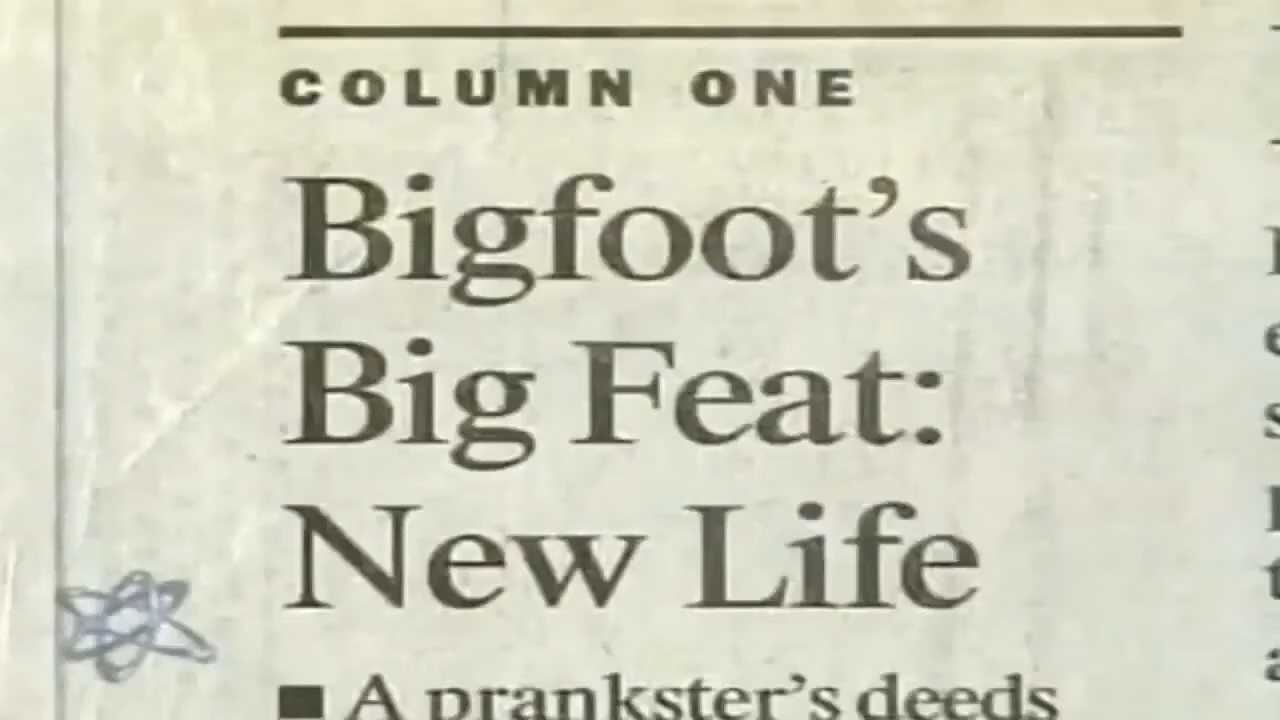 COLUMN ONE
Bigfoot's
Big Feat:
New Life
■ A prankster's deeds